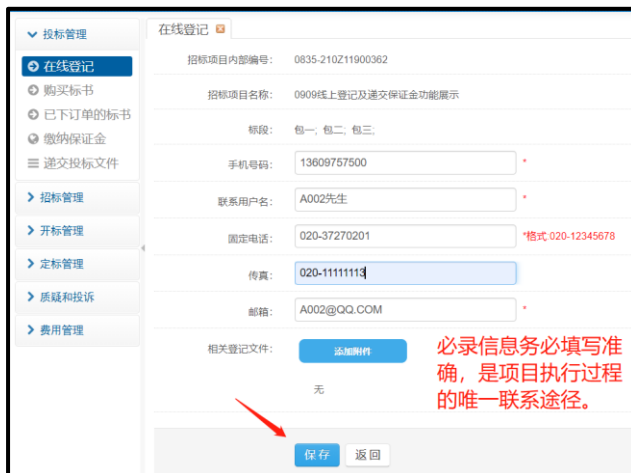 投标管理
在线登记
购买标书
已下订单的标书
缴纳保证金
递交投标文件
招标管理
开标管理
定标管理
质疑和投诉
费用管理
在线登记
招标项目内部编号: 0835-210Z11900362
招标项目名称: 0909线上登记及递交保证金功能展示
标段: 包一; 包二; 包三;
手机号码: 13609757500 *
联系用户名: A002先生 *
固定电话: 020-37270201 *格式:020-12345678
传真: 020-11111113
邮箱: A002@QQ.COM *
相关登记文件: 添加附件
无
必录信息务必填写准
确，是项目执行过程
的唯一联系途径。
保存 返回